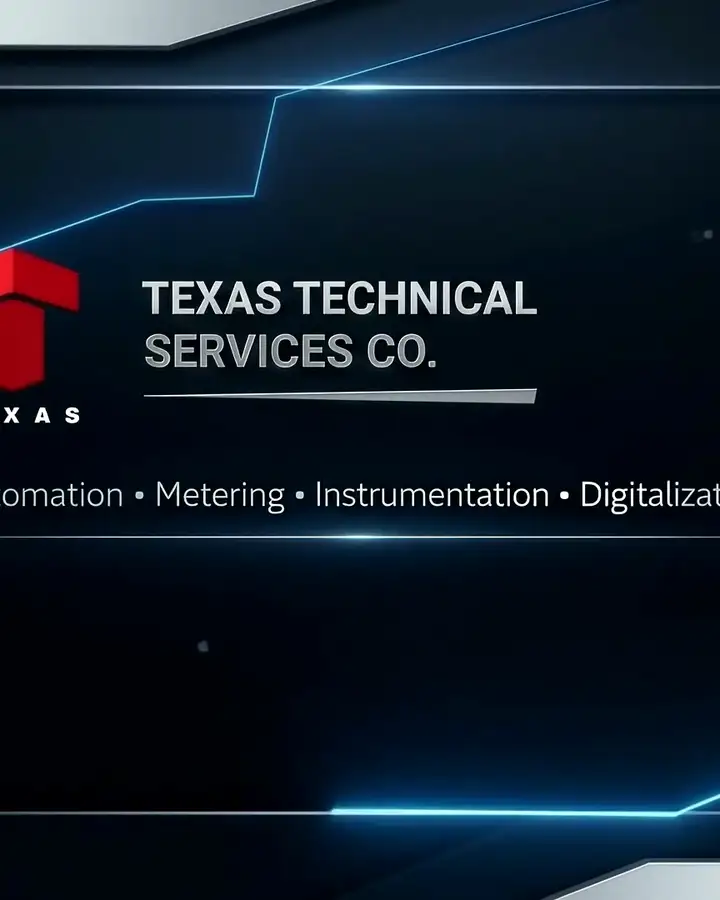 TEXAS TECHNICAL
SERVICES CO.
XAS
omation • Metering • Instrumentation • Digitalizat